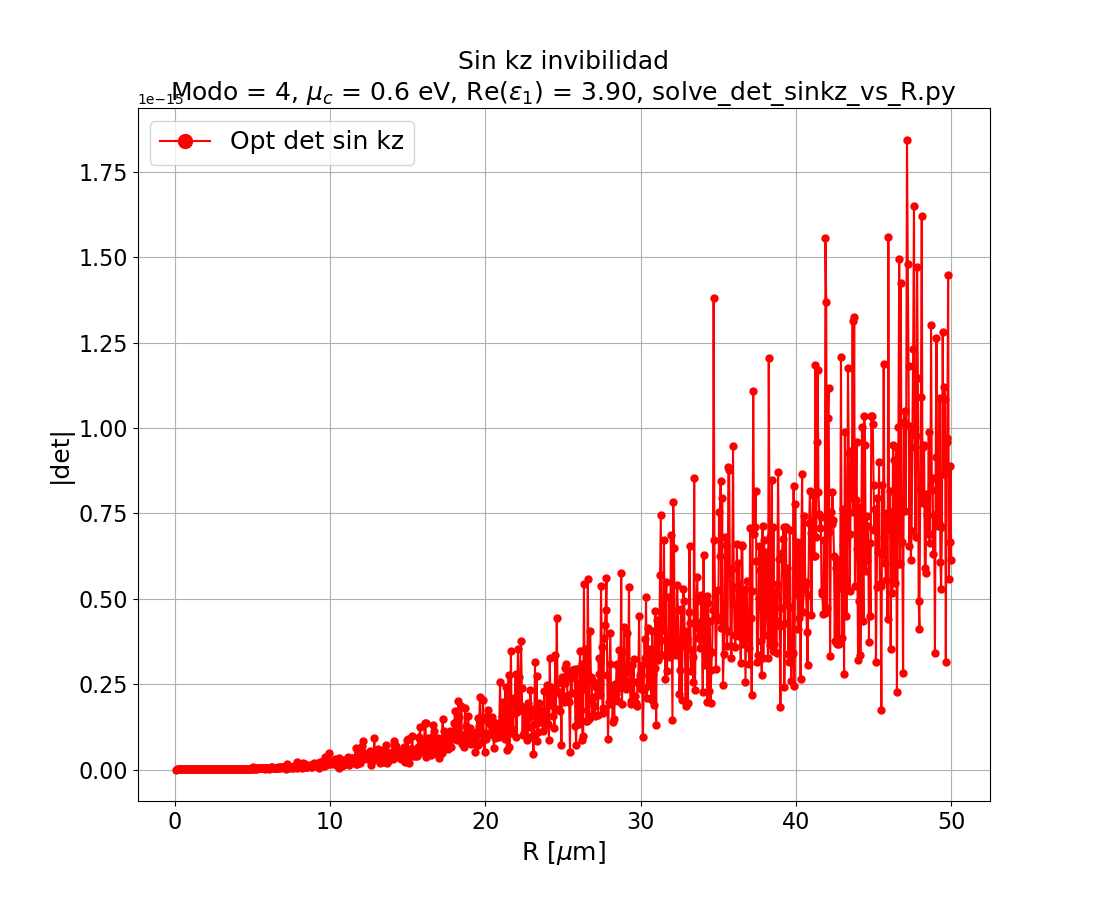 Sin kz invibilidad
Modo = 4, μc = 0.6 eV, Re(ε1) = 3.90, solve_det_sinkz_vs_R.py
1e−15
Opt det sin kz
1.75
1.50
1.25
1.00
0.75
0.50
0.25
0.00
|det|
0 10 20 30 40 50
R [μm]